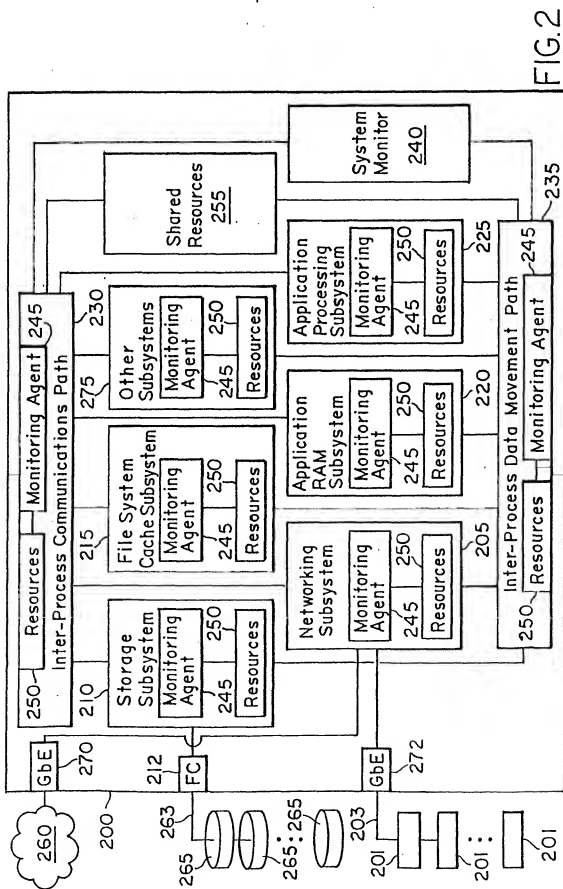 FIG.2
260
GbE
270
200
212
FC
263
265
265
265
GbE
272
203
201
201
201
Resources
Monitoring Agent
245
250
Inter-Process Communications Path
230
210
Storage Subsystem
Monitoring Agent
250
245
Resources
215
File System
Cache Subsystem
Monitoring Agent
250
245
Resources
275
Other Subsystems
Monitoring Agent
250
245
Resources
Shared Resources
255
System Monitor
240
Networking Subsystem
Monitoring Agent
250
245
Resources
205
Application
RAM Subsystem
Monitoring Agent
250
245
Resources
220
Application
Processing Subsystem
Monitoring Agent
250
245
Resources
225
250
Resources
Monitoring Agent
245
Inter-Process Data Movement Path
235